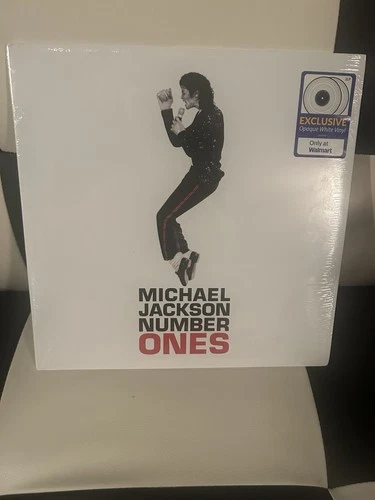 EXCLUSIVE
Opaque White Vinyl
Only at
Walmart
MICHAEL
JACKSON
NUMBER
ONES